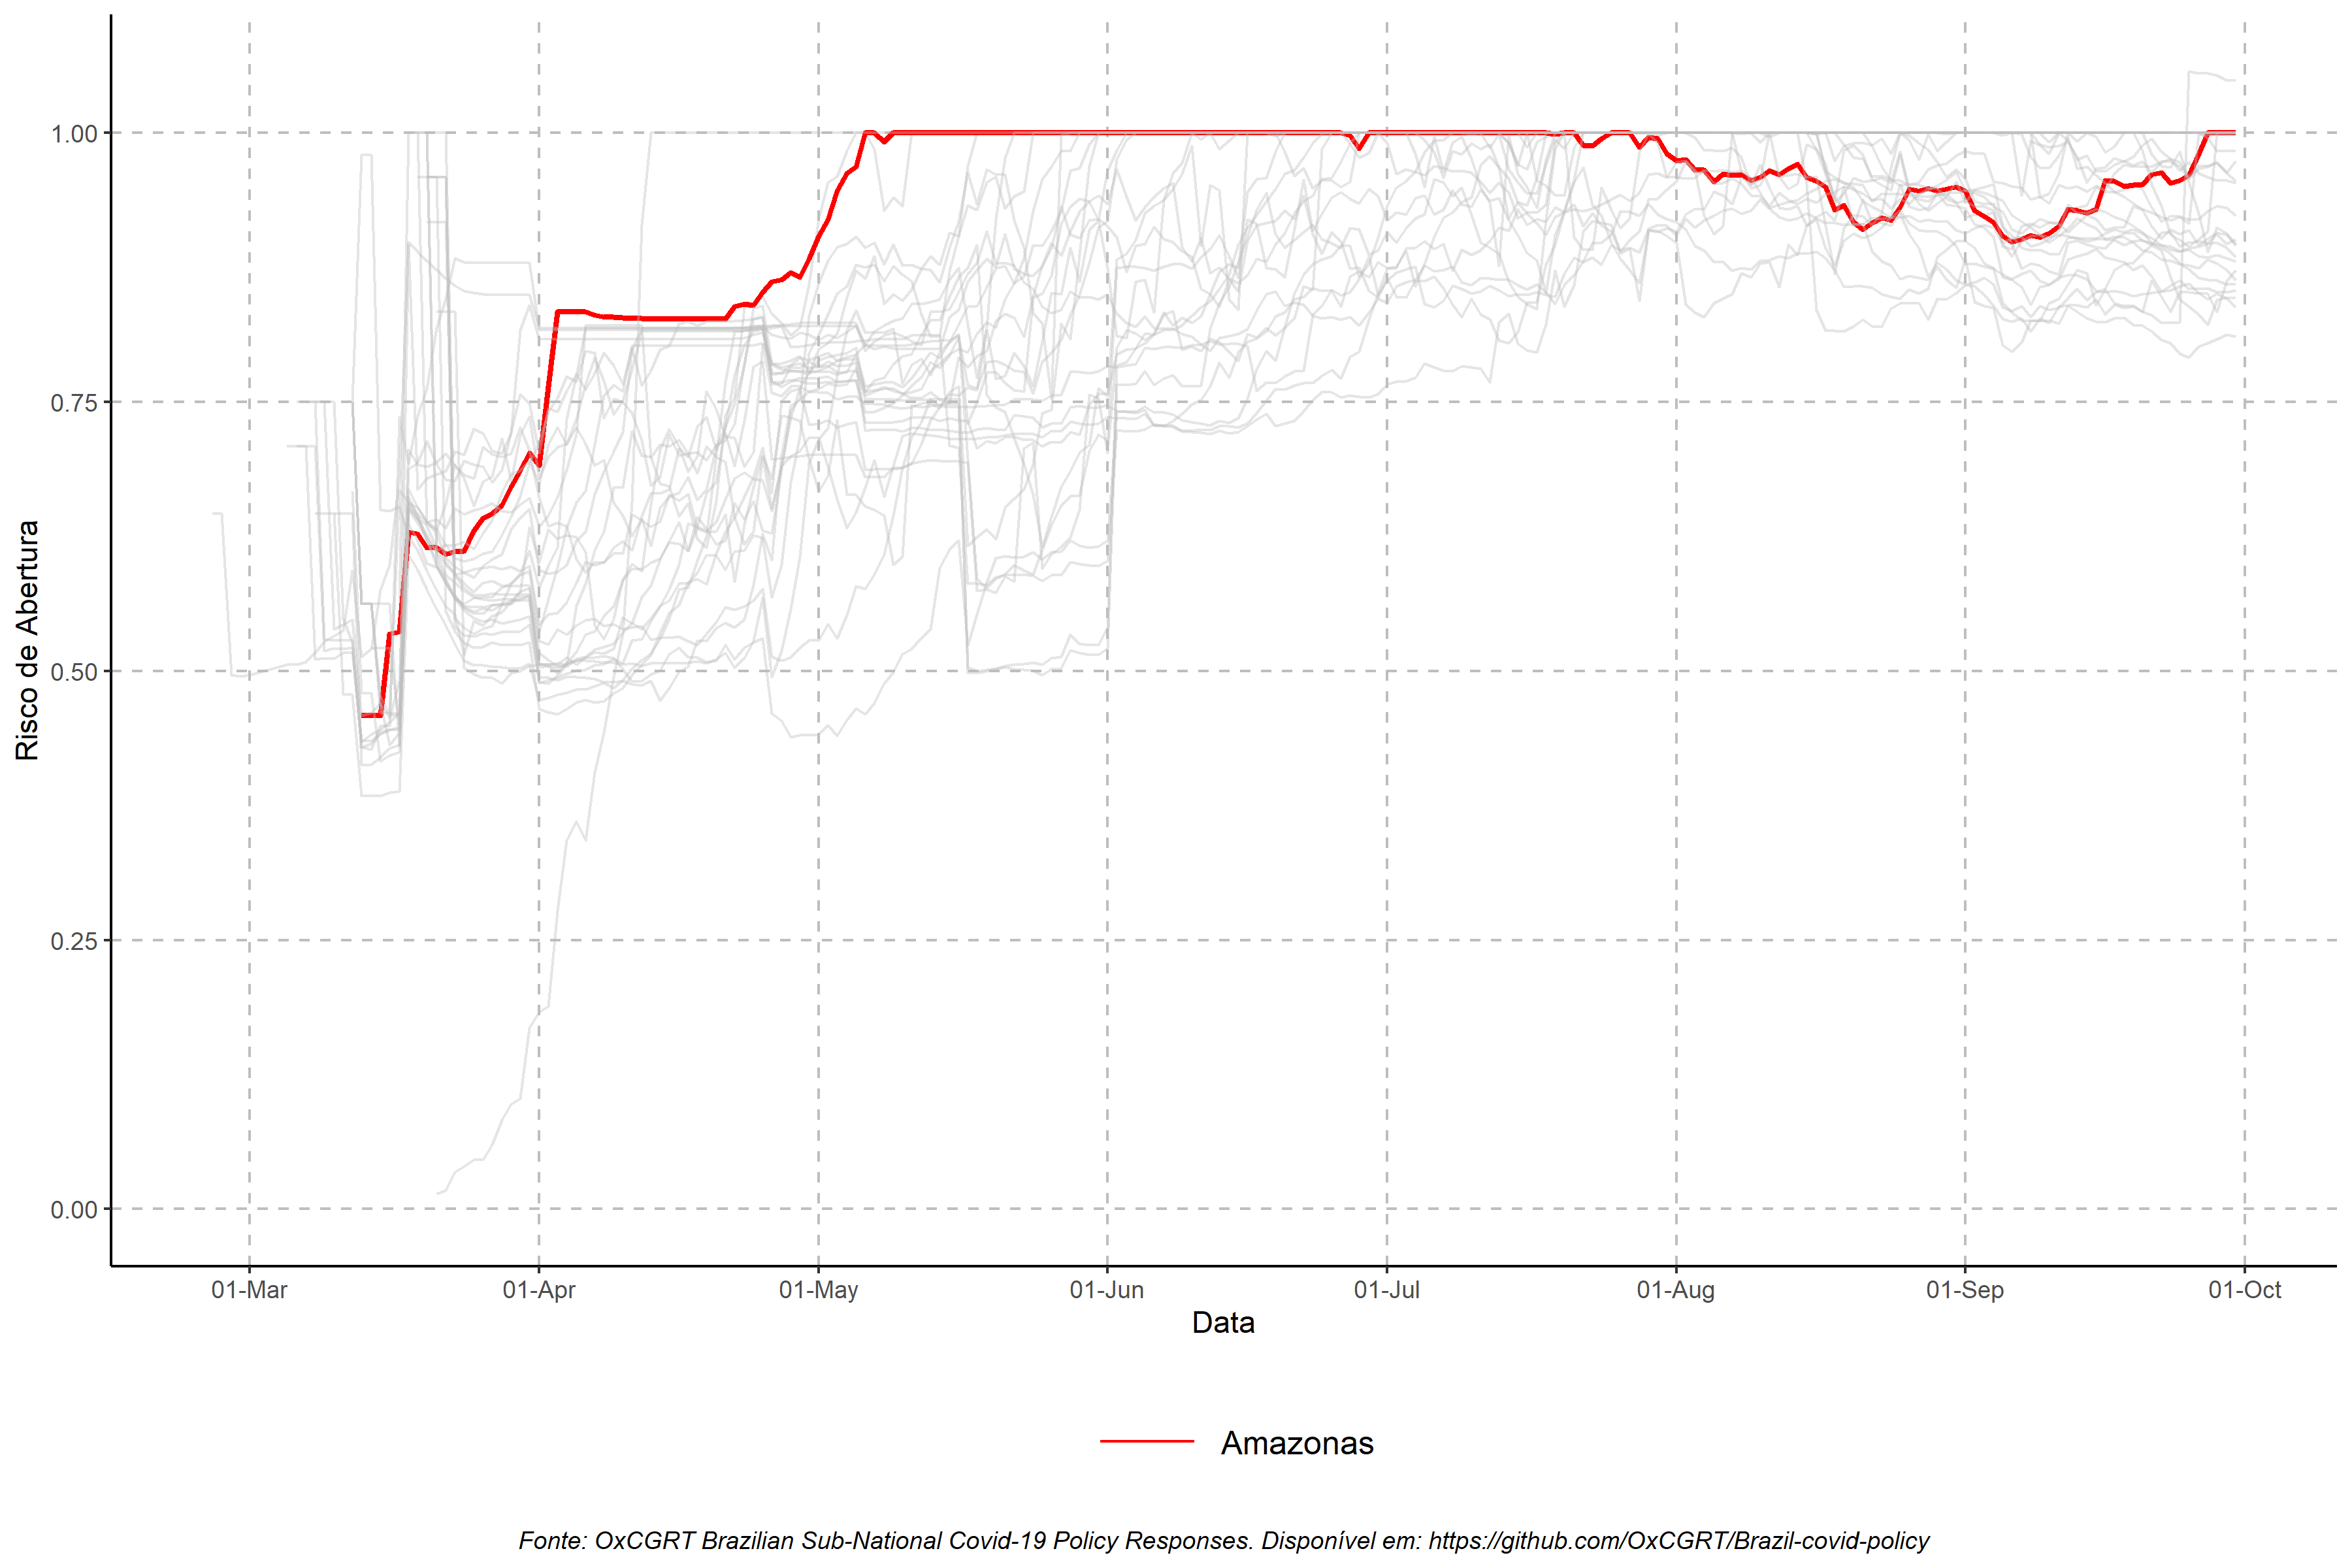 Risco de Abertura
1.00
0.75
0.50
0.25
0.00
01-Mar 01-Apr 01-May 01-Jun 01-Jul 01-Aug 01-Sep 01-Oct
Data
Amazonas
Fonte: OxCGRT Brazilian Sub-National Covid-19 Policy Responses. Disponível em: https://github.com/OxCGRT/Brazil-covid-policy